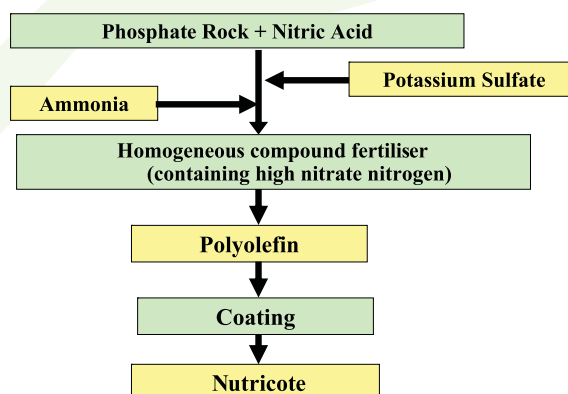 Phosphate Rock + Nitric Acid
Potassium Sulfate
Ammonia
Homogeneous compound fertiliser
(containing high nitrate nitrogen)
Polyolefin
Coating
Nutricote